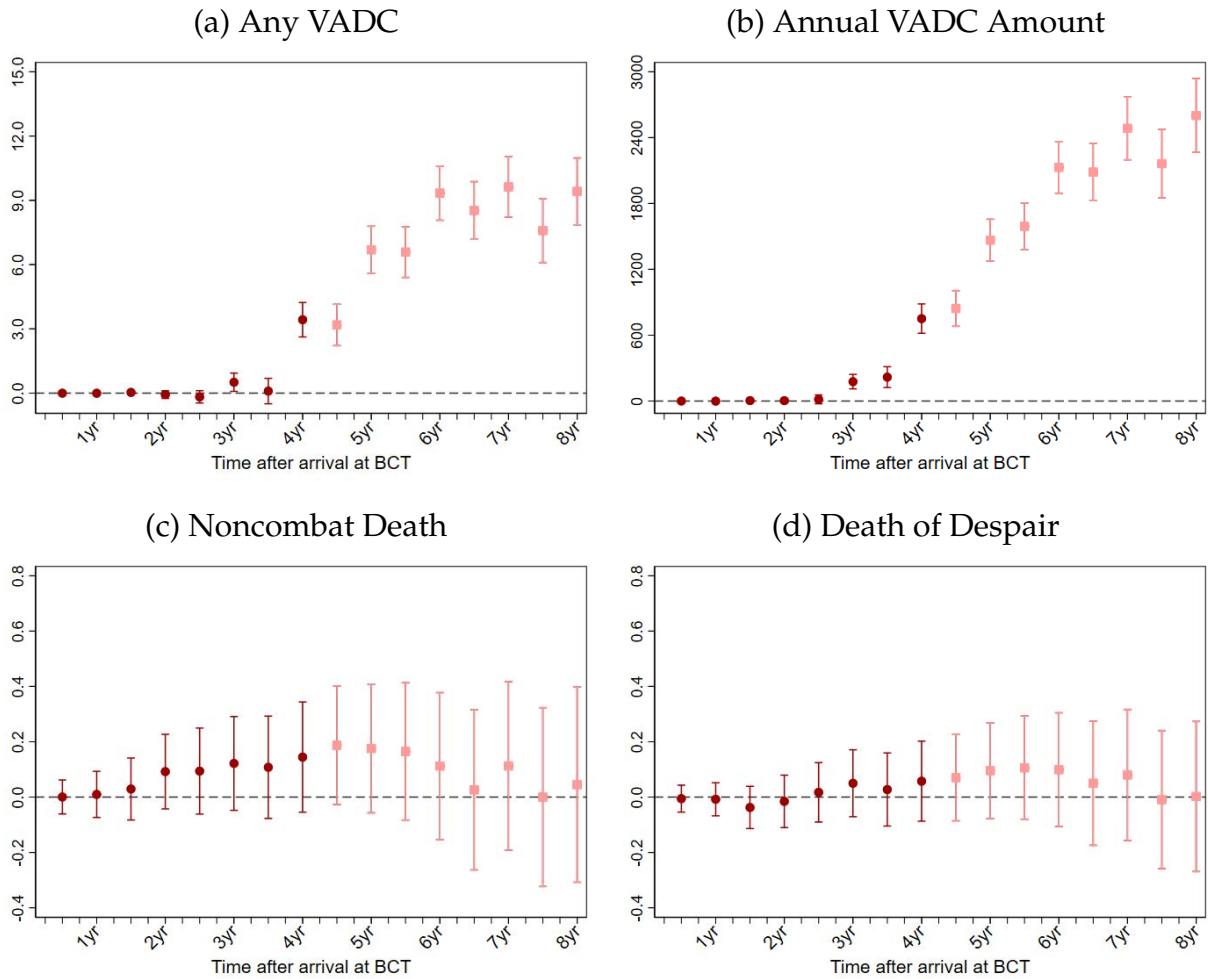 (a) Any VADC
15.0
12.0
9.0
6.0
3.0
0.0
1yr 2yr 3yr 4yr 5yr 6yr 7yr 8yr
Time after arrival at BCT
(b) Annual VADC Amount
3000
2400
1800
1200
600
0
1yr 2yr 3yr 4yr 5yr 6yr 7yr 8yr
Time after arrival at BCT
(c) Noncombat Death
0.8
0.6
0.4
0.2
0.0
-0.2
-0.4
1yr 2yr 3yr 4yr 5yr 6yr 7yr 8yr
Time after arrival at BCT
(d) Death of Despair
0.8
0.6
0.4
0.2
0.0
-0.2
-0.4
1yr 2yr 3yr 4yr 5yr 6yr 7yr 8yr
Time after arrival at BCT